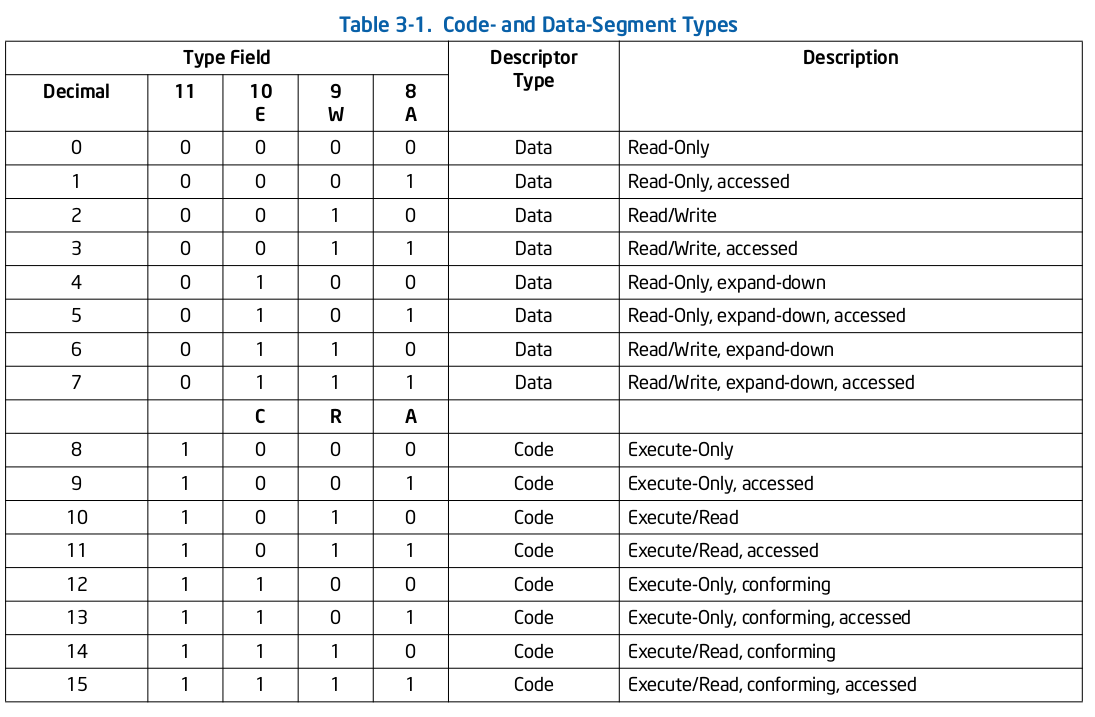 Table 3-1. Code- and Data-Segment Types
Type Field Descriptor Type Description
Decimal 11 10 E 9 W 8 A
0 0 0 0 0 Data Read-Only
1 0 0 0 1 Data Read-Only, accessed
2 0 0 1 0 Data Read/Write
3 0 0 1 1 Data Read/Write, accessed
4 0 1 0 0 Data Read-Only, expand-down
5 0 1 0 1 Data Read-Only, expand-down, accessed
6 0 1 1 0 Data Read/Write, expand-down
7 0 1 1 1 Data Read/Write, expand-down, accessed
C R A
8 1 0 0 0 Code Execute-Only
9 1 0 0 1 Code Execute-Only, accessed
10 1 0 1 0 Code Execute/Read
11 1 0 1 1 Code Execute/Read, accessed
12 1 1 0 0 Code Execute-Only, conforming
13 1 1 0 1 Code Execute-Only, conforming, accessed
14 1 1 1 0 Code Execute/Read, conforming
15 1 1 1 1 Code Execute/Read, conforming, accessed